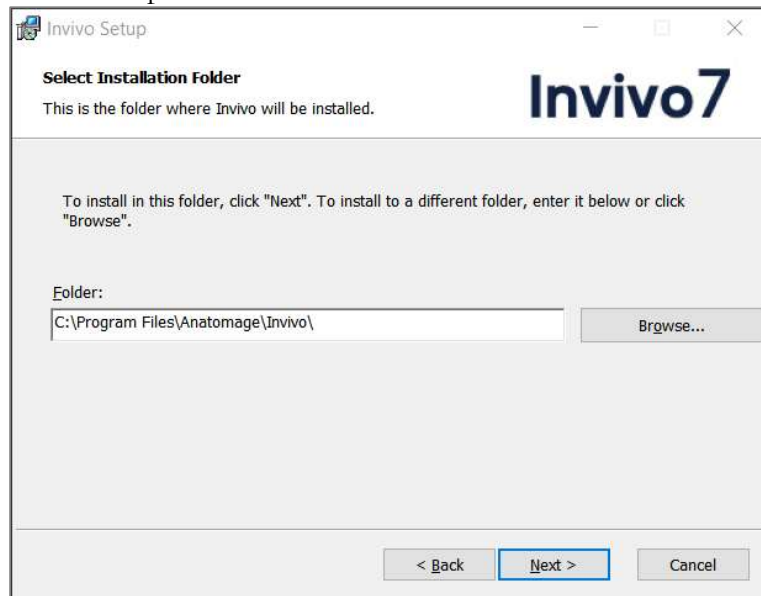 Invivo Setup
Select Installation Folder
This is the folder where Invivo will be installed.
Invivo7
To install in this folder, click "Next". To install to a different folder, enter it below or click
"Browse".
Folder:
C:\Program Files\Anatomage\Invivo\
Browse...
< Back
Next >
Cancel